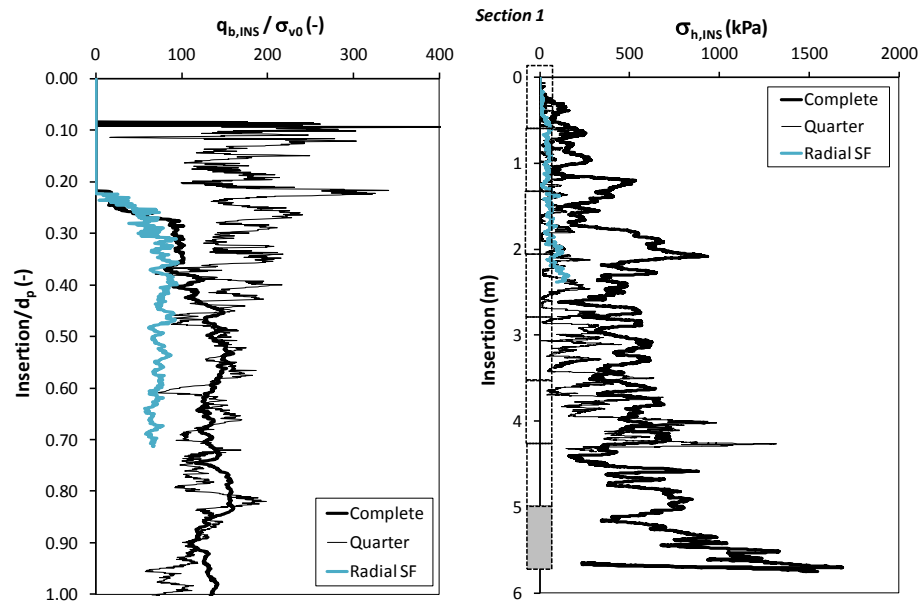 q_b,INS / σ_v0 (-)
0 100 200 300 400
0.00
0.10
0.20
0.30
0.40
0.50
0.60
0.70
0.80
0.90
1.00
Insertion/d_p (-)
Complete
Quarter
Radial SF
Section 1
σ_h,INS (kPa)
0 500 1000 1500 2000
0
1
2
3
4
5
6
Insertion (m)
Complete
Quarter
Radial SF